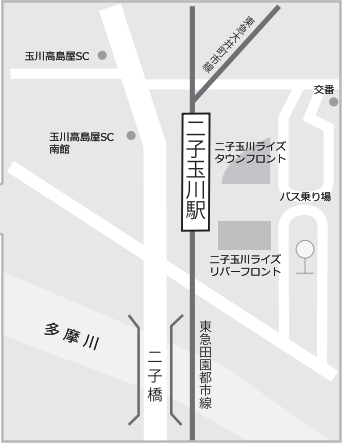 玉川高島屋SC
東急大井町市線
交番
玉川高島屋SC
南館
二子玉川駅
二子玉川ライズ
タウンフロント
バス乗り場
二子玉川ライズ
リバーフロント
多摩川
二子橋
東急田園都市線